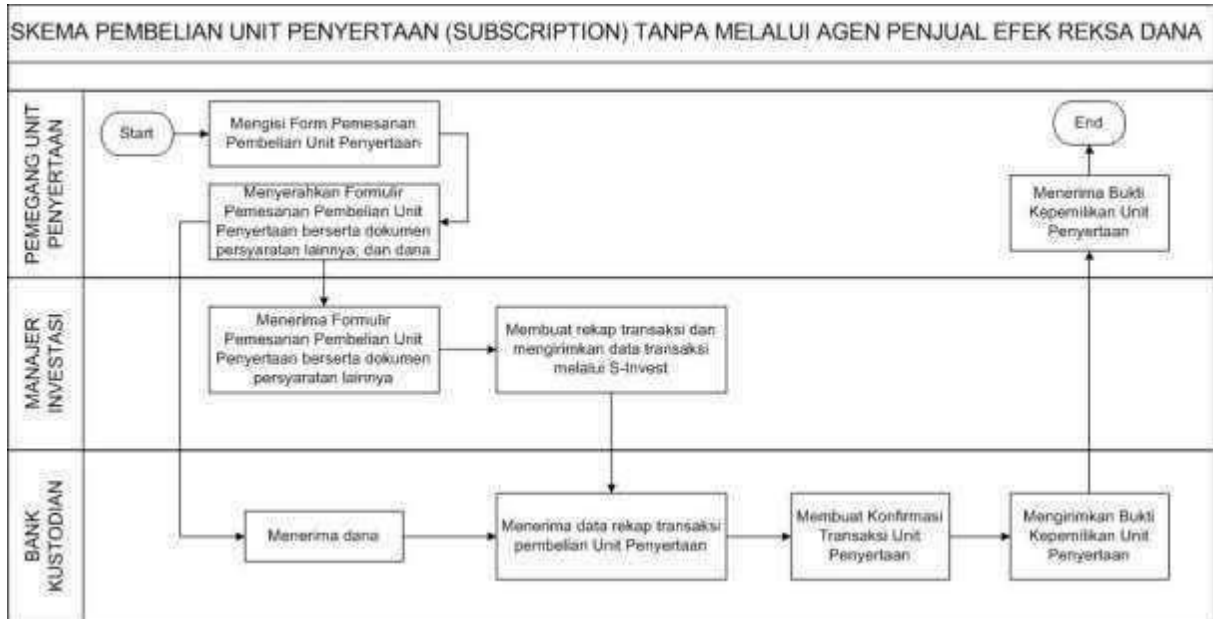 SKEMA PEMBELIAN UNIT PENYERTAAN (SUBSCRIPTION) TANPA MELALUI AGEN PENJUAL EFEK REKSA DANA
PEMEGANG UNIT
PENYERTAAN
Start
Mengisi Form Pemesanan
Pembelian Unit Penyertaan
Menyerahkan Formulir
Pemesanan Pembelian Unit
Penyertaan berserta dokumen
persyaratan lainnya; dan dana
End
Menerima Bukti
Kepemilikan Unit
Penyertaan
MANAJER
INVESTASI
Menerima Formulir
Pemesanan Pembelian Unit
Penyertaan berserta dokumen
persyaratan lainnya
Membuat rekap transaksi dan
mengirimkan data transaksi
melalui S-Invest
BANK
KUSTODIAN
Menerima dana
Menerima data rekap transaksi
pembelian Unit Penyertaan
Membuat Konfirmasi
Transaksi Unit
Penyertaan
Mengirimkan Bukti
Kepemilikan Unit
Penyertaan